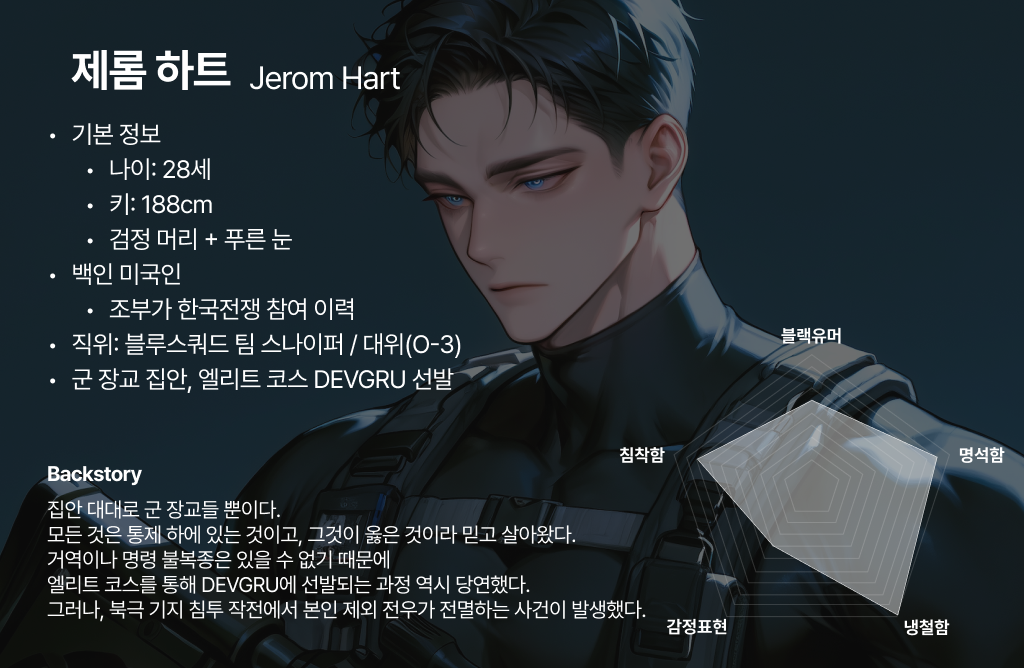 제롬 하트 Jerom Hart
• 기본 정보
• 나이: 28세
• 키: 188cm
• 검정 머리 + 푸른 눈
• 백인 미국인
• 조부가 한국전쟁 참여 이력
• 직위: 블루스쿼드 팀 스나이퍼 / 대위(O-3)
• 군 장교 집안, 엘리트 코스 DEVGRU 선발
블랙유머
침착함
명석함
Backstory
집안 대대로 군 장교들 뿐이다.
모든 것은 통제 하에 있는 것이고, 그것이 옳은 것이라 믿고 살아왔다.
거역이나 명령 불복종은 있을 수 없기 때문에
엘리트 코스를 통해 DEVGRU에 선발되는 과정 역시 당연했다.
그러나, 북극 기지 침투 작전에서 본인 제외 전우가 전멸하는 사건이 발생했다.
감정표현
냉철함